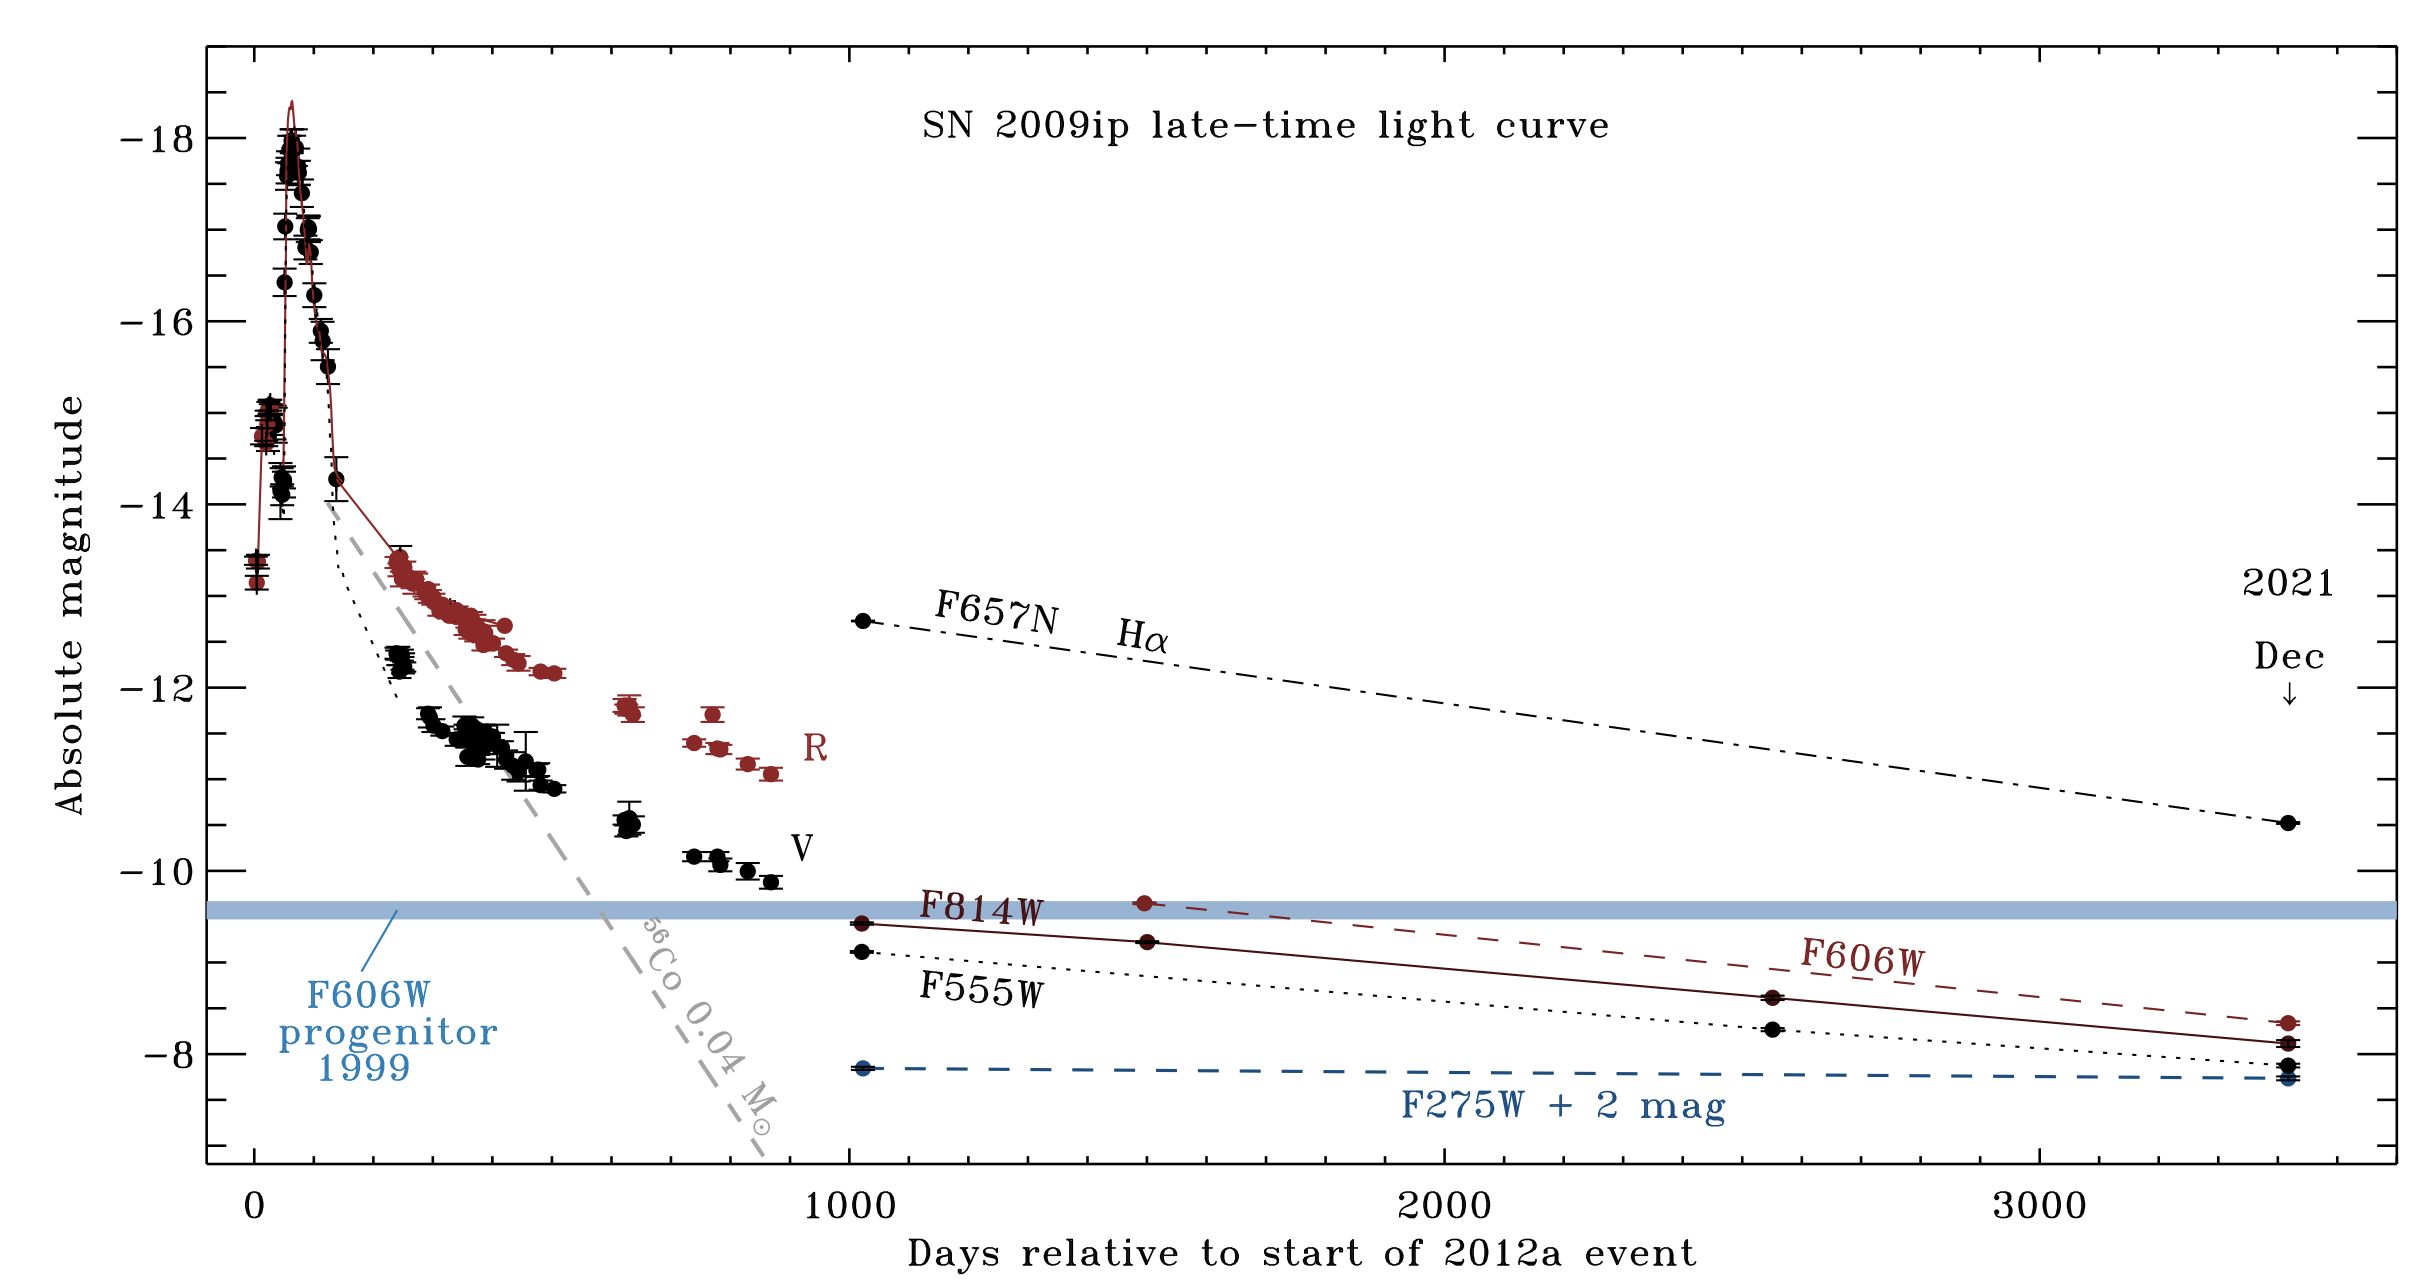 SN 2009ip late-time light curve
-18
-16
-14
-12
-10
-8
Absolute magnitude
F657N Hα
2021
Dec
↓
R
V
F814W
F606W
F555W
F606W
progenitor
1999
⁵⁶Co 0.04 M☉
F275W + 2 mag
0 1000 2000 3000
Days relative to start of 2012a event